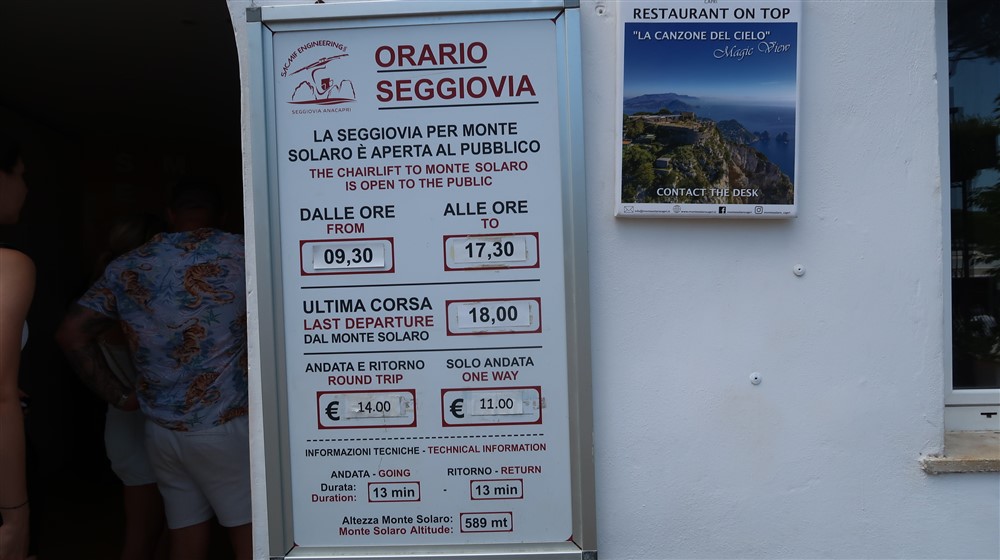 SACMIF ENGINEERING
SEGGIOVIA ANACAPRI
ORARIO
SEGGIOVIA
LA SEGGIOVIA PER MONTE
SOLARO È APERTA AL PUBBLICO
THE CHAIRLIFT TO MONTE SOLARO
IS OPEN TO THE PUBLIC
DALLE ORE
FROM
09,30
ALLE ORE
TO
17,30
ULTIMA CORSA
LAST DEPARTURE
DAL MONTE SOLARO
18,00
ANDATA E RITORNO
ROUND TRIP
€ 14.00
SOLO ANDATA
ONE WAY
€ 11.00
INFORMAZIONI TECNICHE - TECHNICAL INFORMATION
ANDATA - GOING
RITORNO - RETURN
Durata:
Duration:
13 min
-
13 min
Altezza Monte Solaro:
Monte Solaro Altitude:
589 mt
CAPRI
RESTAURANT ON TOP
"LA CANZONE DEL CIELO"
Magic View
CONTACT THE DESK